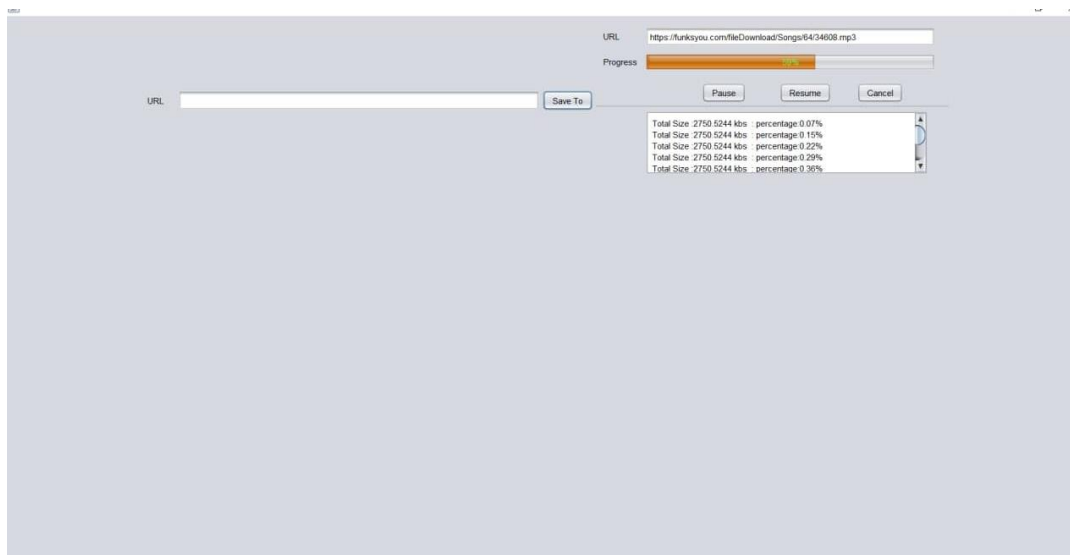 URL https://funksyou.com/fileDownload/Songs/64/34608.mp3
Progress
Pause Resume Cancel
URL Save To
Total Size :2750.5244 kbs : percentage:0.07%
Total Size :2750.5244 kbs : percentage:0.15%
Total Size :2750.5244 kbs : percentage:0.22%
Total Size :2750.5244 kbs : percentage:0.29%
Total Size :2750.5244 kbs : percentage:0.36%